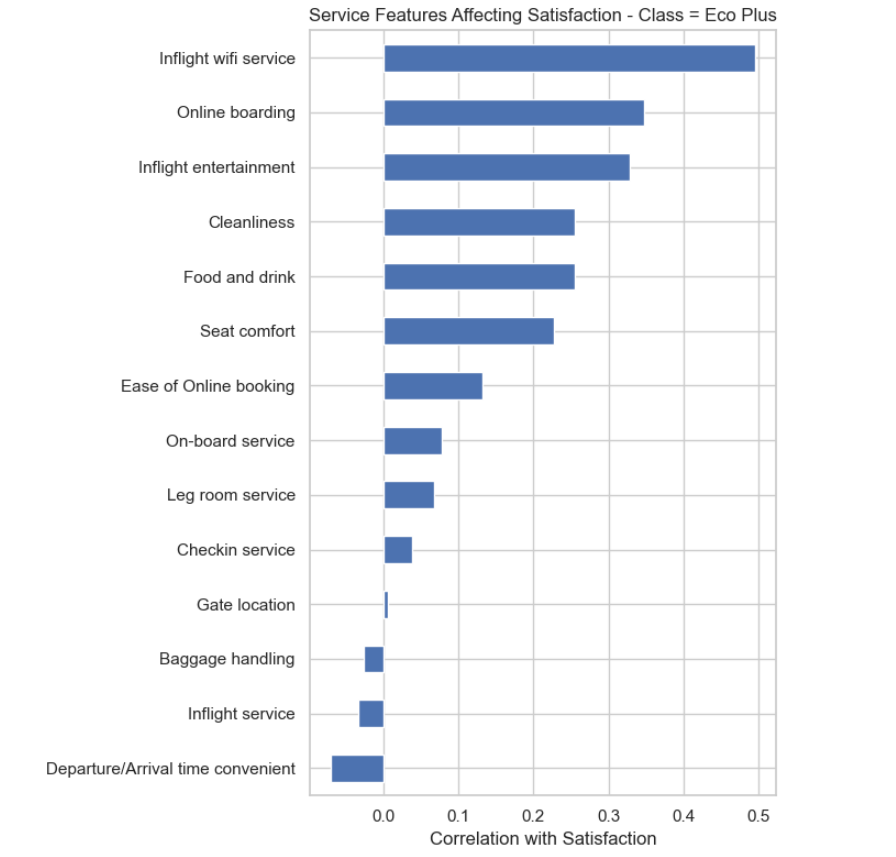 Service Features Affecting Satisfaction - Class = Eco Plus
Inflight wifi service
Online boarding
Inflight entertainment
Cleanliness
Food and drink
Seat comfort
Ease of Online booking
On-board service
Leg room service
Checkin service
Gate location
Baggage handling
Inflight service
Departure/Arrival time convenient
0.0 0.1 0.2 0.3 0.4 0.5
Correlation with Satisfaction